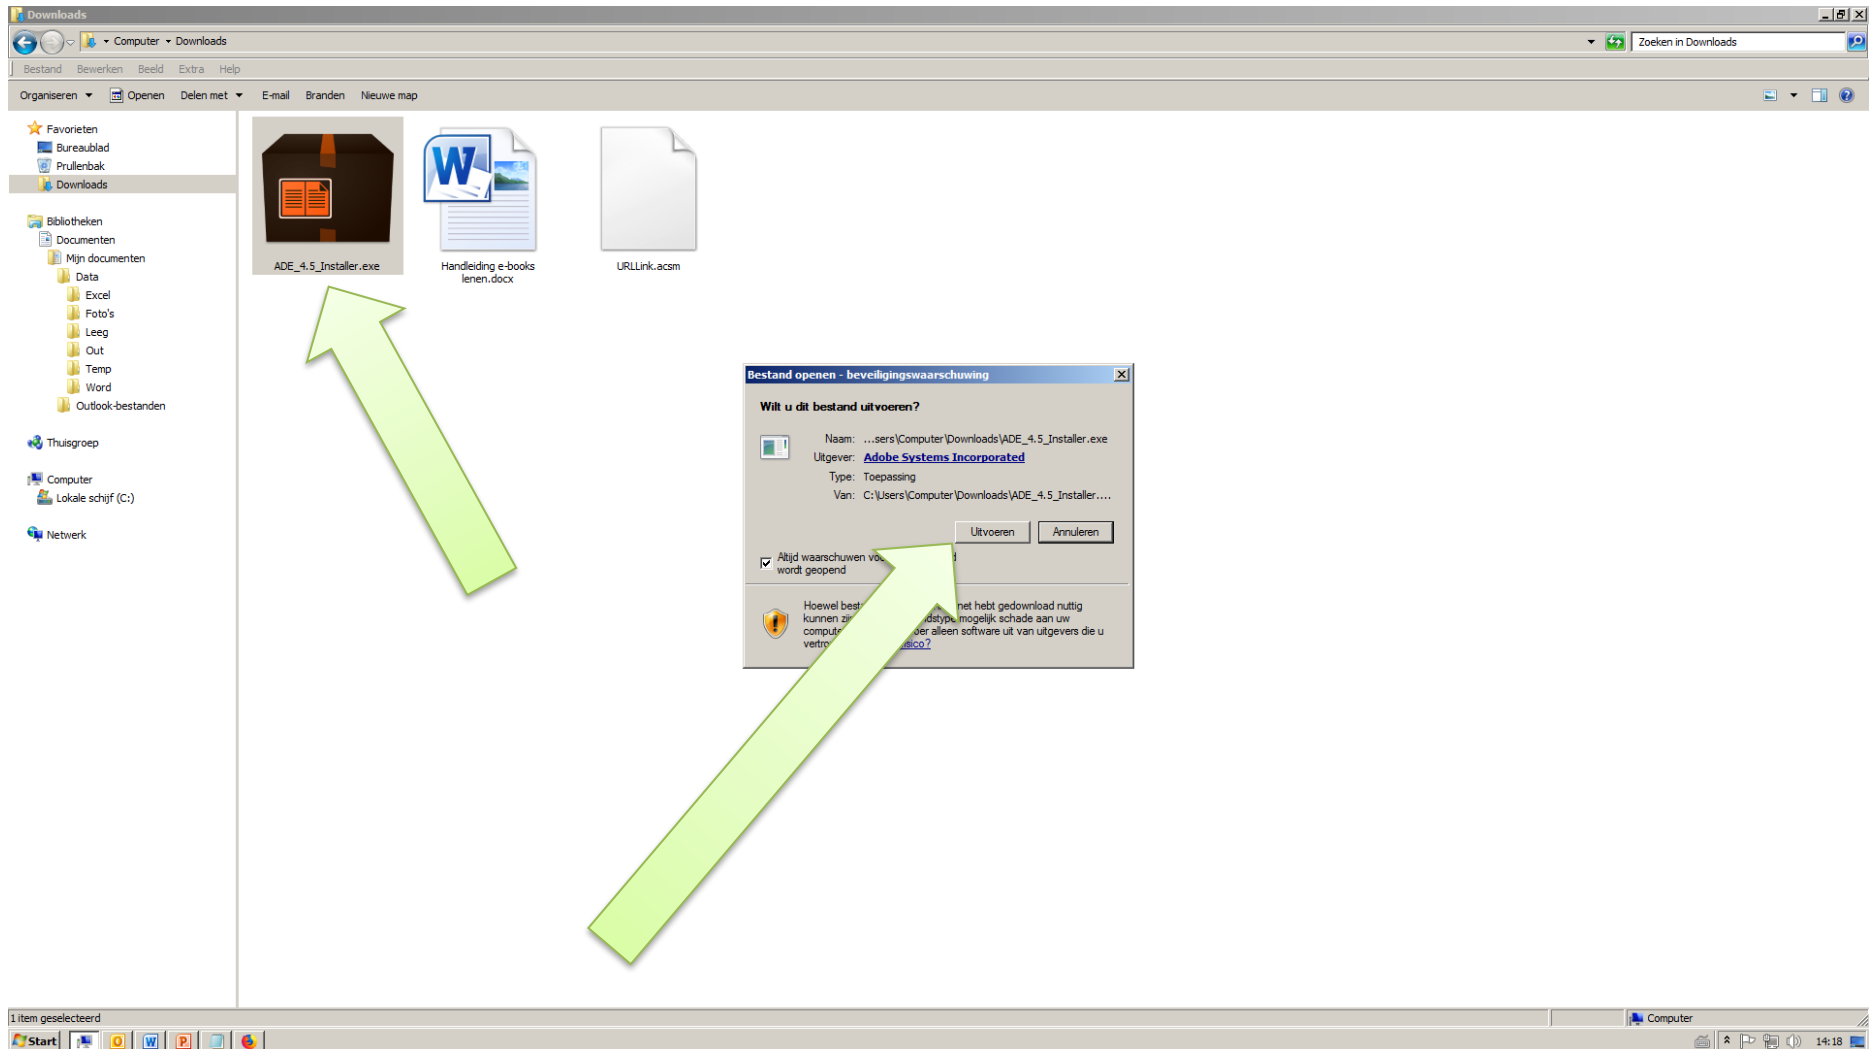 Downloads
Computer Downloads
Zoeken in Downloads
Bestand Bewerken Beeld Extra Help
Organiseren Openen Delen met E-mail Branden Nieuwe map
Favorieten
Bureaublad
Prullenbak
Downloads
Bibliotheken
Documenten
Mijn documenten
Data
Excel
Foto's
Leeg
Out
Temp
Word
Outlook-bestanden
Thuisgroep
Computer
Lokale schijf (C:)
Netwerk
ADE_4.5_Installer.exe
Handleiding e-books
lenen.docx
URLLink.acsm
Bestand openen - beveiligingswaarschuwing
Wilt u dit bestand uitvoeren?
Naam: ...sers\Computer\Downloads\ADE_4.5_Installer.exe
Uitgever: Adobe Systems Incorporated
Type: Toepassing
Van: C:\Users\Computer\Downloads\ADE_4.5_Installer....
Uitvoeren Annuleren
Altijd waarschuwen
wordt geopend
Hoewel hebt gedownload nuttig
kunnen mogelijk schade aan uw
alleen software uit van uitgevers die u
1 item geselecteerd
Computer
Start
14:18